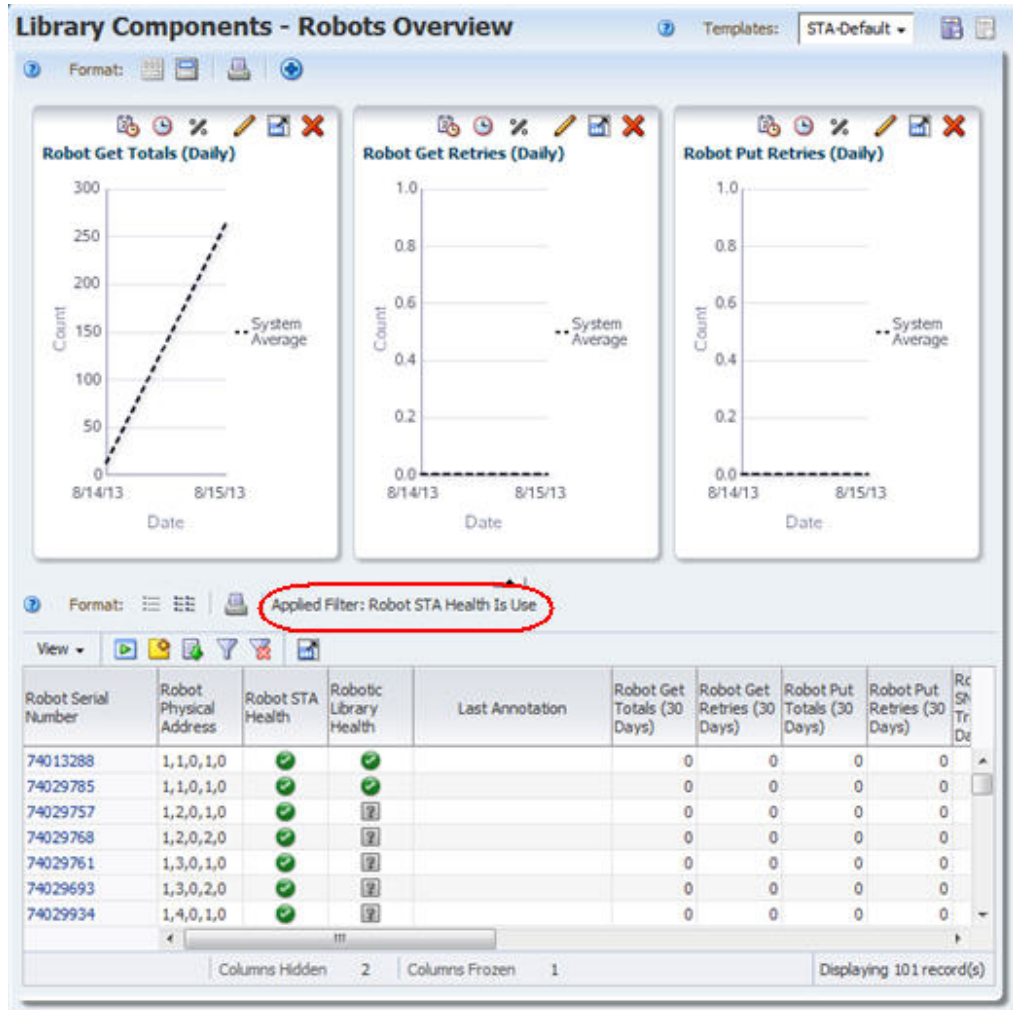 Library Components - Robots Overview
Templates: STA-Default
Format:
Robot Get Totals (Daily)
300
250
200
150
100
50
0
Count
System
Average
8/14/13 8/15/13
Date
Robot Get Retries (Daily)
1.0
0.8
0.6
0.4
0.2
0.0
Count
System
Average
8/14/13 8/15/13
Date
Robot Put Retries (Daily)
1.0
0.8
0.6
0.4
0.2
0.0
Count
System
Average
8/14/13 8/15/13
Date
Format: Applied Filter: Robot STA Health Is Use
View
Robot Serial Number Robot Physical Address Robot STA Health Robotic Library Health Last Annotation Robot Get Totals (30 Days) Robot Get Retries (30 Days) Robot Put Totals (30 Days) Robot Put Retries (30 Days)
74013288 1,1,0,1,0 0 0 0 0
74029785 1,1,0,1,0 0 0 0 0
74029757 1,2,0,1,0 ? 0 0 0 0
74029768 1,2,0,2,0 ? 0 0 0 0
74029761 1,3,0,1,0 ? 0 0 0 0
74029693 1,3,0,2,0 ? 0 0 0 0
74029934 1,4,0,1,0 ? 0 0 0 0
Columns Hidden 2 Columns Frozen 1 Displaying 101 record(s)